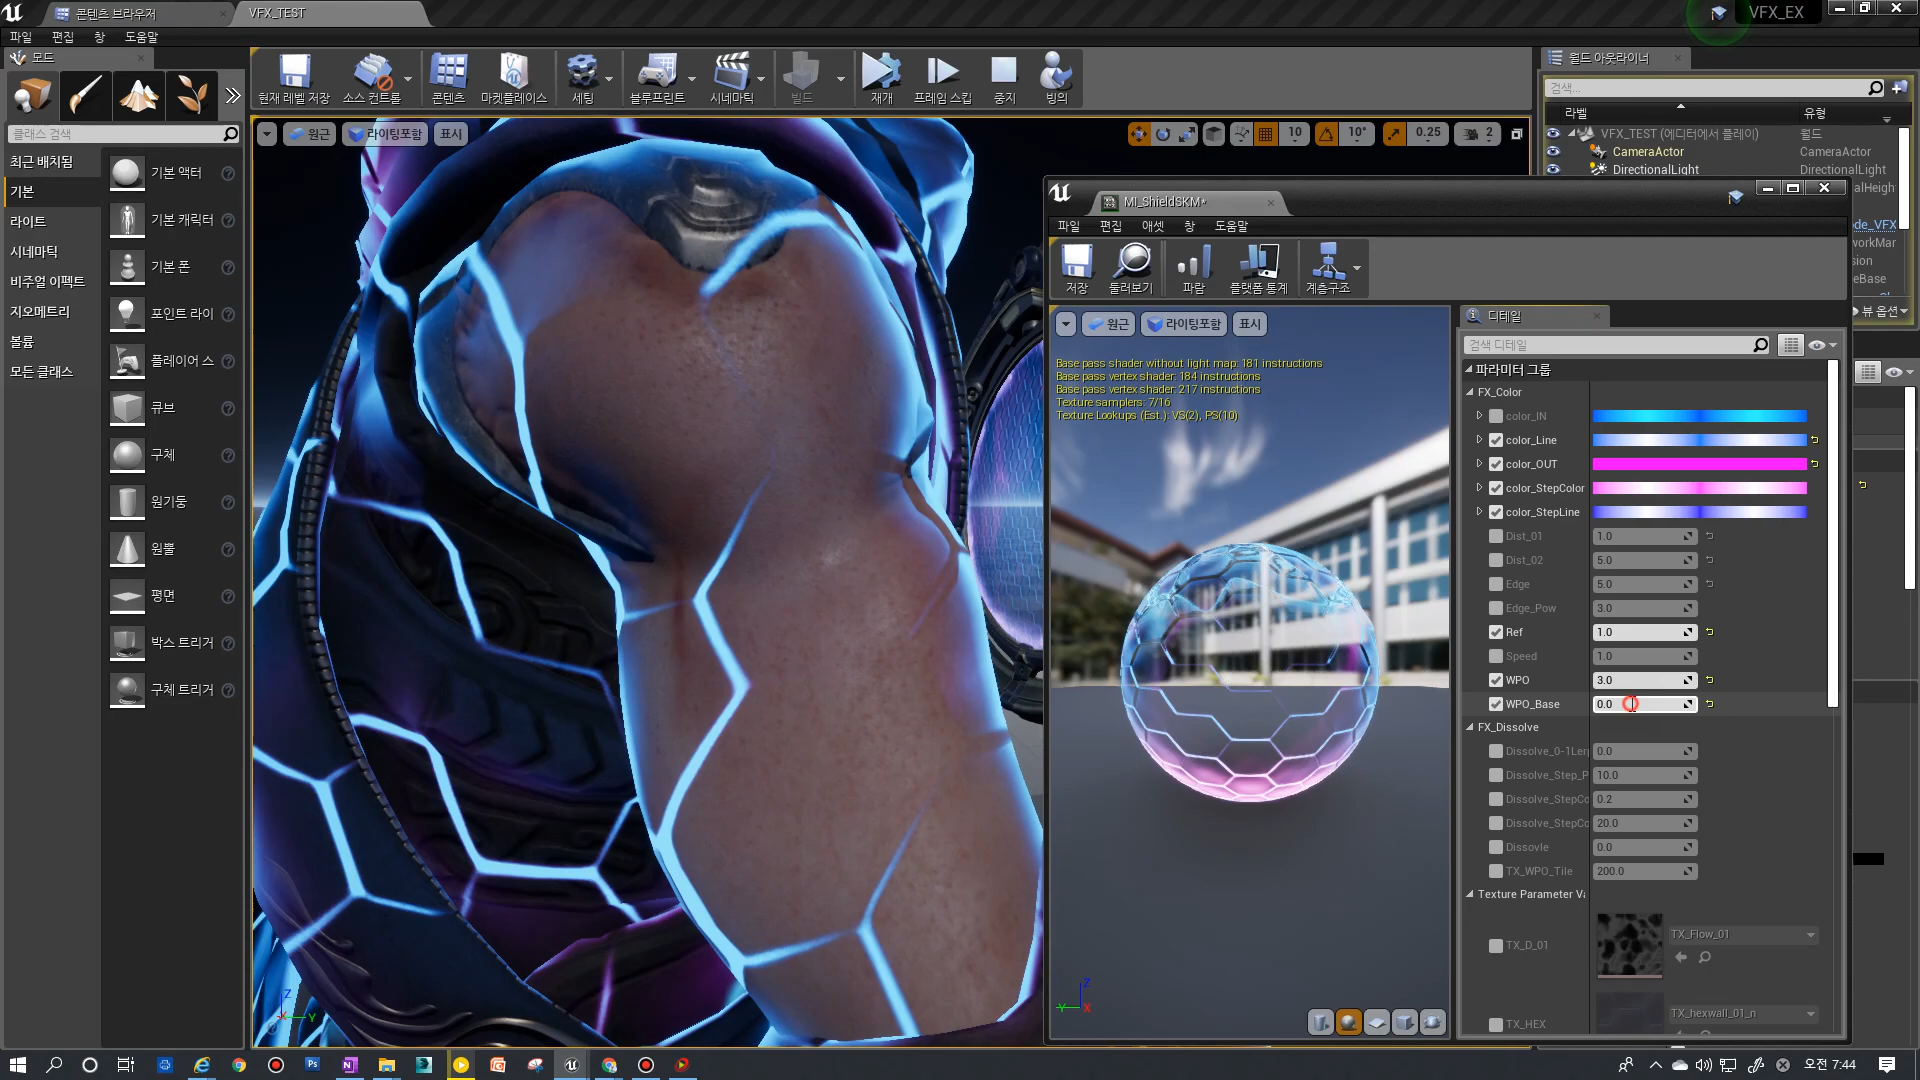 콘텐츠 브라우저
VFX_TEST
VFX_EX
파일 편집 창 도움말
모드
클래스 검색
최근 배치됨
기본
라이트
시네마틱
비주얼 이펙트
지오메트리
볼륨
모든 클래스
기본 액터
기본 캐릭터
기본 폰
포인트 라이
플레이어 스
큐브
구체
원기둥
원뿔
평면
박스 트리거
구체 트리거
현재 레벨 저장
소스 컨트롤
콘텐츠
마켓플레이스
세팅
블루프린트
시네마틱
빌드
재개
프레임 스킵
중지
빙의
원근
라이팅포함
표시
10
10°
0.25
2
월드 아웃라이너
검색...
라벨
유형
VFX_TEST (에디터에서 플레이)
월드
CameraActor
CameraActor
DirectionalLight
DirectionalLight
alHeigh
ode_VFX
workMar
sion
eBase
뷰 옵션
MI_ShieldSKM*
파일 편집 애셋 창 도움말
저장
둘러보기
파람
플랫폼 통계
계층구조
원근
라이팅포함
표시
Base pass shader without light map: 181 instructions
Base pass vertex shader: 184 instructions
Base pass vertex shader: 217 instructions
Texture samplers: 7/16
Texture Lookups (Est.): VS(2), PS(10)
디테일
검색 디테일
파라미터 그룹
FX_Color
color_IN
color_Line
color_OUT
color_StepColor
color_StepLine
Dist_01 1.0
Dist_02 5.0
Edge 5.0
Edge_Pow 3.0
Ref 1.0
Speed 1.0
WPO 3.0
WPO_Base 0.0
FX_Dissolve
Dissolve_0-1Ler 0.0
Dissolve_Step_P 10.0
Dissolve_StepCo 0.2
Dissolve_StepCo 20.0
Dissovle 0.0
TX_WPO_Tile 200.0
Texture Parameter Va
TX_D_01
TX_Flow_01
TX_HEX
TX_hexwall_01_n
Z
X
Y
Z
Y
X
오전 7:44